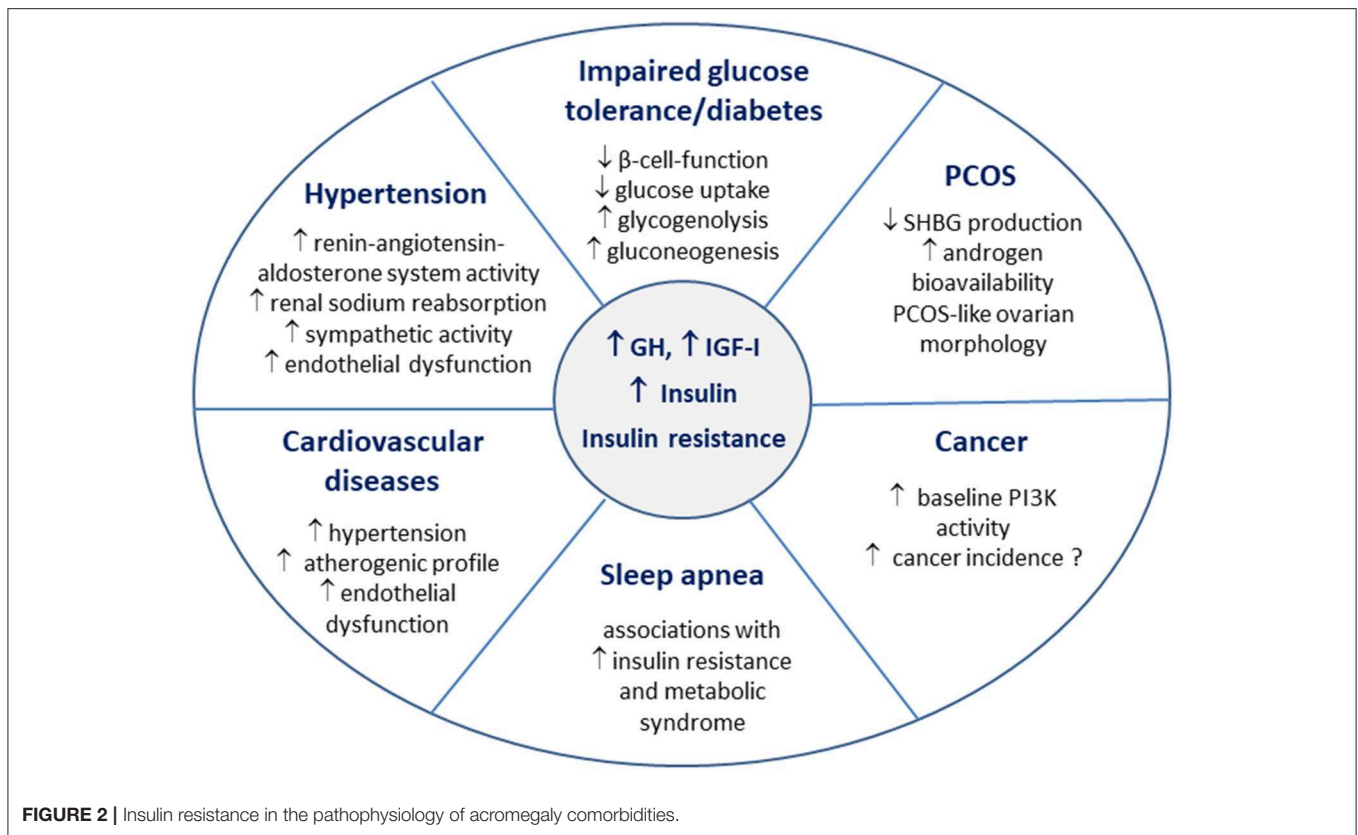 Impaired glucose
tolerance/diabetes
↓ β-cell-function
↓ glucose uptake
↑ glycogenolysis
↑ gluconeogenesis
Hypertension
↑ renin-angiotensin-
aldosterone system activity
↑ renal sodium reabsorption
↑ sympathetic activity
↑ endothelial dysfunction
PCOS
↓ SHBG production
↑ androgen
bioavailability
PCOS-like ovarian
morphology
↑ GH, ↑ IGF-I
↑ Insulin
Insulin resistance
Cardiovascular
diseases
↑ hypertension
↑ atherogenic profile
↑ endothelial
dysfunction
Sleep apnea
associations with
↑ insulin resistance
and metabolic
syndrome
Cancer
↑ baseline PI3K
activity
↑ cancer incidence ?
FIGURE 2 | Insulin resistance in the pathophysiology of acromegaly comorbidities.